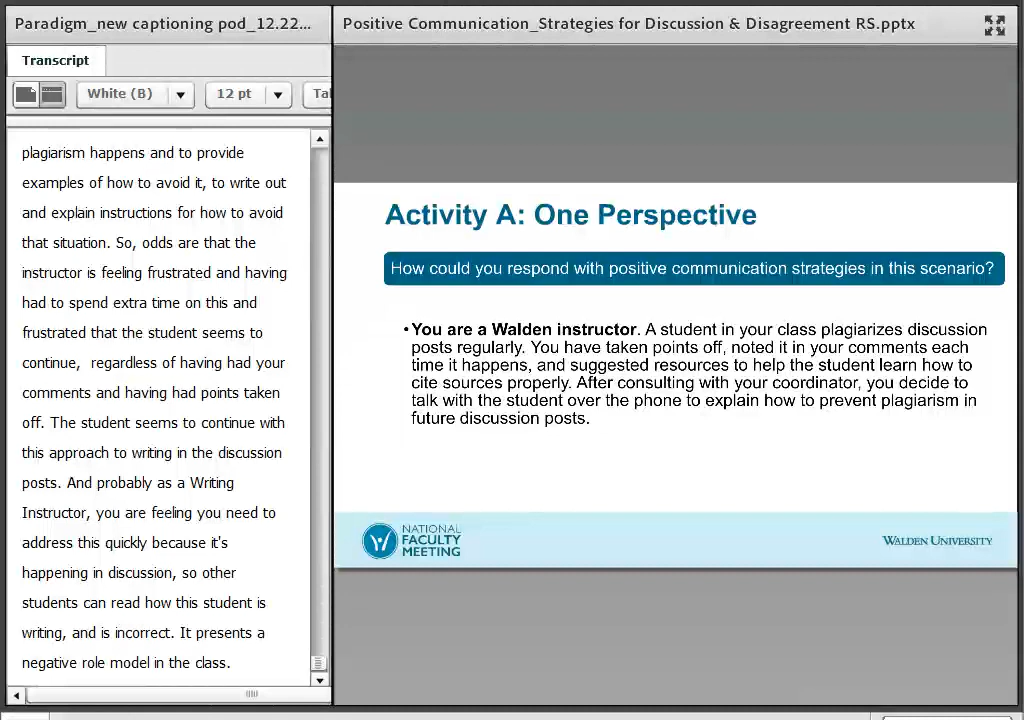 Paradigm_new captioning pod_12.22...
Transcript
White (B)
12 pt
Ta
plagiarism happens and to provide
examples of how to avoid it, to write out
and explain instructions for how to avoid
that situation. So, odds are that the
instructor is feeling frustrated and having
had to spend extra time on this and
frustrated that the student seems to
continue,  regardless of having had your
comments and having had points taken
off. The student seems to continue with
this approach to writing in the discussion
posts. And probably as a Writing
Instructor, you are feeling you need to
address this quickly because it's
happening in discussion, so other
students can read how this student is
writing, and is incorrect. It presents a
negative role model in the class.
Positive Communication_Strategies for Discussion & Disagreement RS.pptx
Activity A: One Perspective
How could you respond with positive communication strategies in this scenario?
•You are a Walden instructor. A student in your class plagiarizes discussion
posts regularly. You have taken points off, noted it in your comments each
time it happens, and suggested resources to help the student learn how to
cite sources properly. After consulting with your coordinator, you decide to
talk with the student over the phone to explain how to prevent plagiarism in
future discussion posts.
NATIONAL
FACULTY
MEETING
WALDEN UNIVERSITY